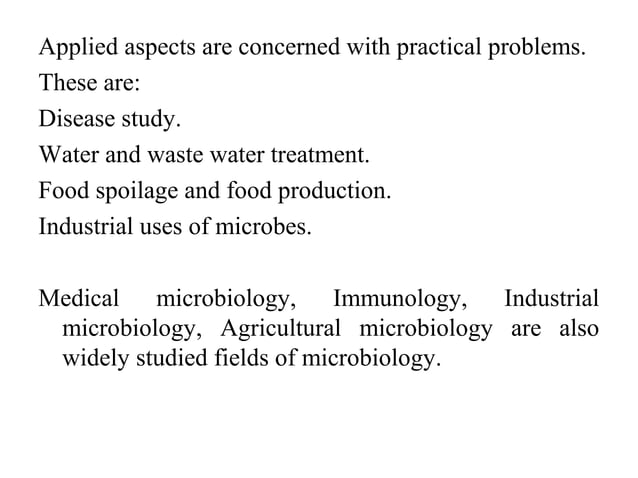 Applied aspects are concerned with practical problems.
These are:
Disease study.
Water and waste water treatment.
Food spoilage and food production.
Industrial uses of microbes.
Medical microbiology, Immunology, Industrial
microbiology, Agricultural microbiology are also
widely studied fields of microbiology.